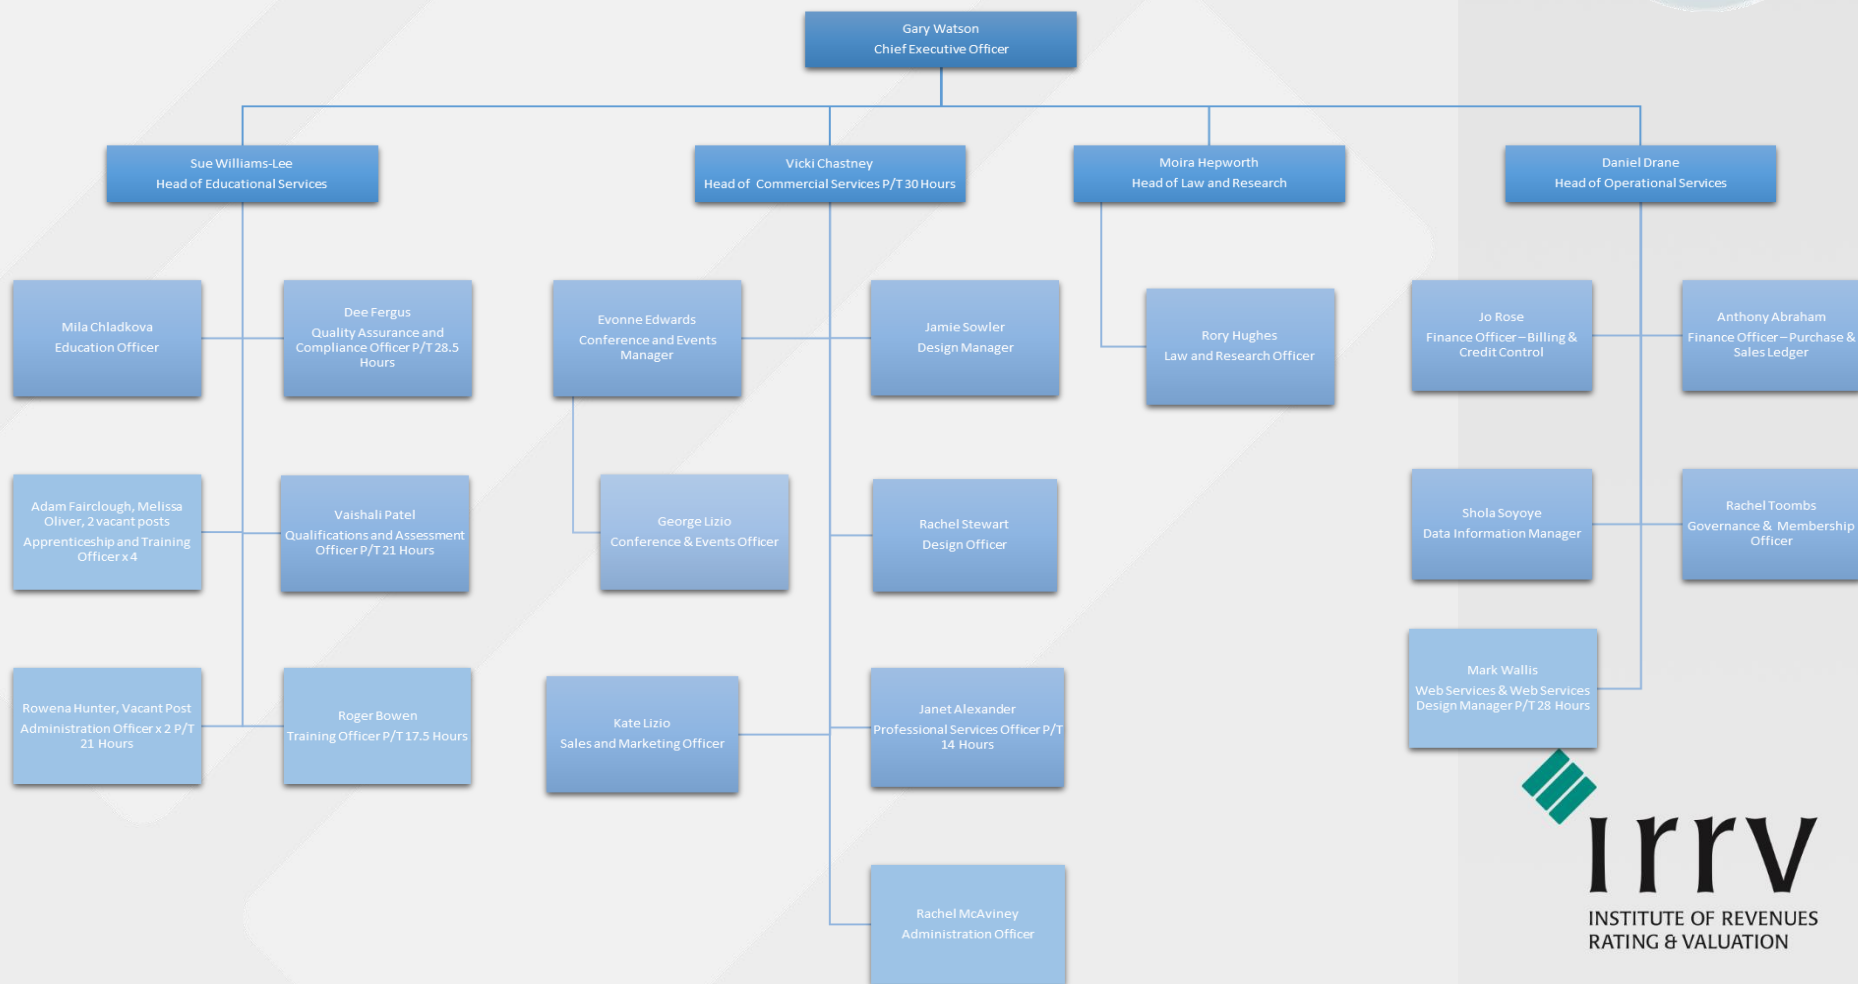 Gary Watson
Chief Executive Officer
Sue Williams-Lee
Head of Educational Services
Vicki Chastney
Head of Commercial Services P/T 30 Hours
Moira Hepworth
Head of Law and Research
Daniel Drane
Head of Operational Services
Mila Chladkova
Education Officer
Dee Fergus
Quality Assurance and
Compliance Officer P/T 28.5
Hours
Evonne Edwards
Conference and Events
Manager
Jamie Sowler
Design Manager
Rory Hughes
Law and Research Officer
Jo Rose
Finance Officer – Billing &
Credit Control
Anthony Abraham
Finance Officer – Purchase &
Sales Ledger
Adam Fairclough, Melissa
Oliver, 2 vacant posts
Apprenticeship and Training
Officer x 4
Vaishali Patel
Qualifications and Assessment
Officer P/T 21 Hours
George Lizio
Conference & Events Officer
Rachel Stewart
Design Officer
Shola Soyoye
Data Information Manager
Rachel Toombs
Governance & Membership
Officer
Rowena Hunter, Vacant Post
Administration Officer x 2 P/T
21 Hours
Roger Bowen
Training Officer P/T 17.5 Hours
Kate Lizio
Sales and Marketing Officer
Janet Alexander
Professional Services Officer P/T
14 Hours
Mark Wallis
Web Services & Web Services
Design Manager P/T 28 Hours
Rachel McAviney
Administration Officer
irrv
INSTITUTE OF REVENUES
RATING & VALUATION